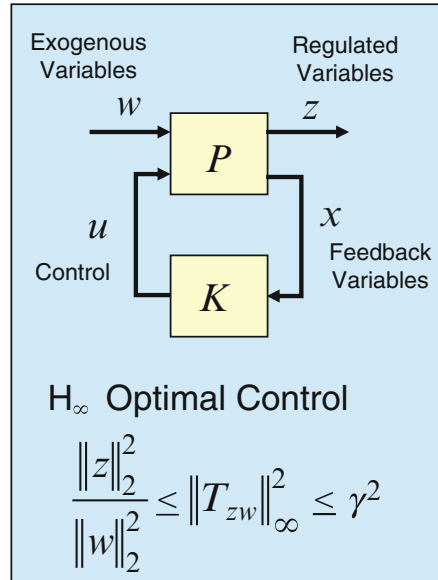 Exogenous Variables
Regulated Variables
w
z
P
u
x
Control
Feedback Variables
K
H∞ Optimal Control
‖z‖₂² / ‖w‖₂² ≤ ‖T_zw‖∞² ≤ γ²